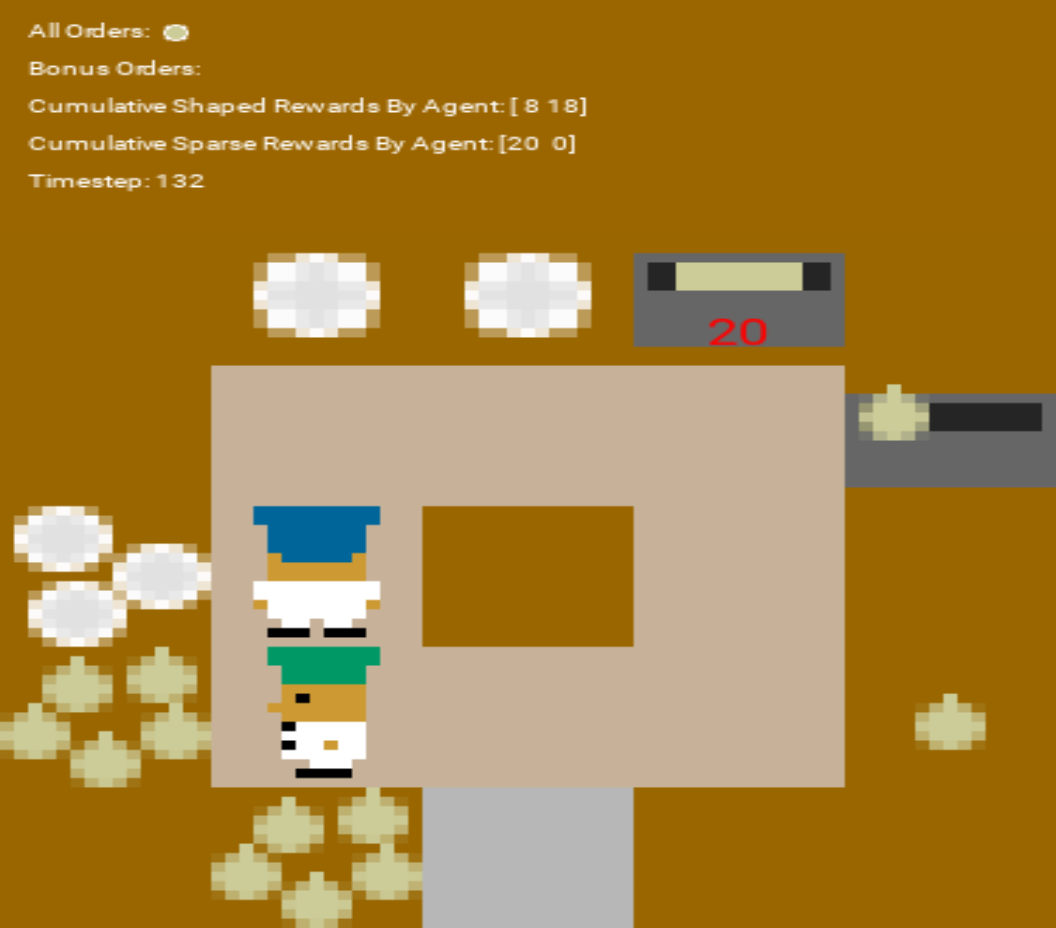 All Orders:
Bonus Orders:
Cumulative Shaped Rewards By Agent: [ 8 18]
Cumulative Sparse Rewards By Agent: [20  0]
Timestep: 132
20